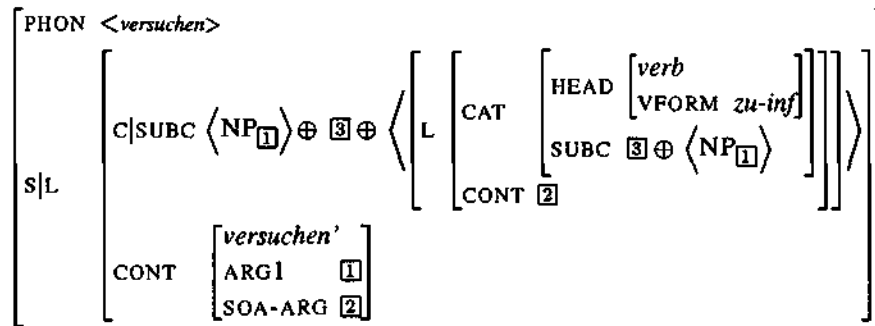 PHON <versuchen>
HEAD [verb
VFORM zu-inf]
CAT
C|SUBC ⟨NP[1]⟩ ⊕ [3] ⊕ ⟨[L
SUBC [3] ⊕ ⟨NP[1]⟩
S|L
CONT [2]
versuchen'
CONT ARG1 [1]
SOA-ARG [2]